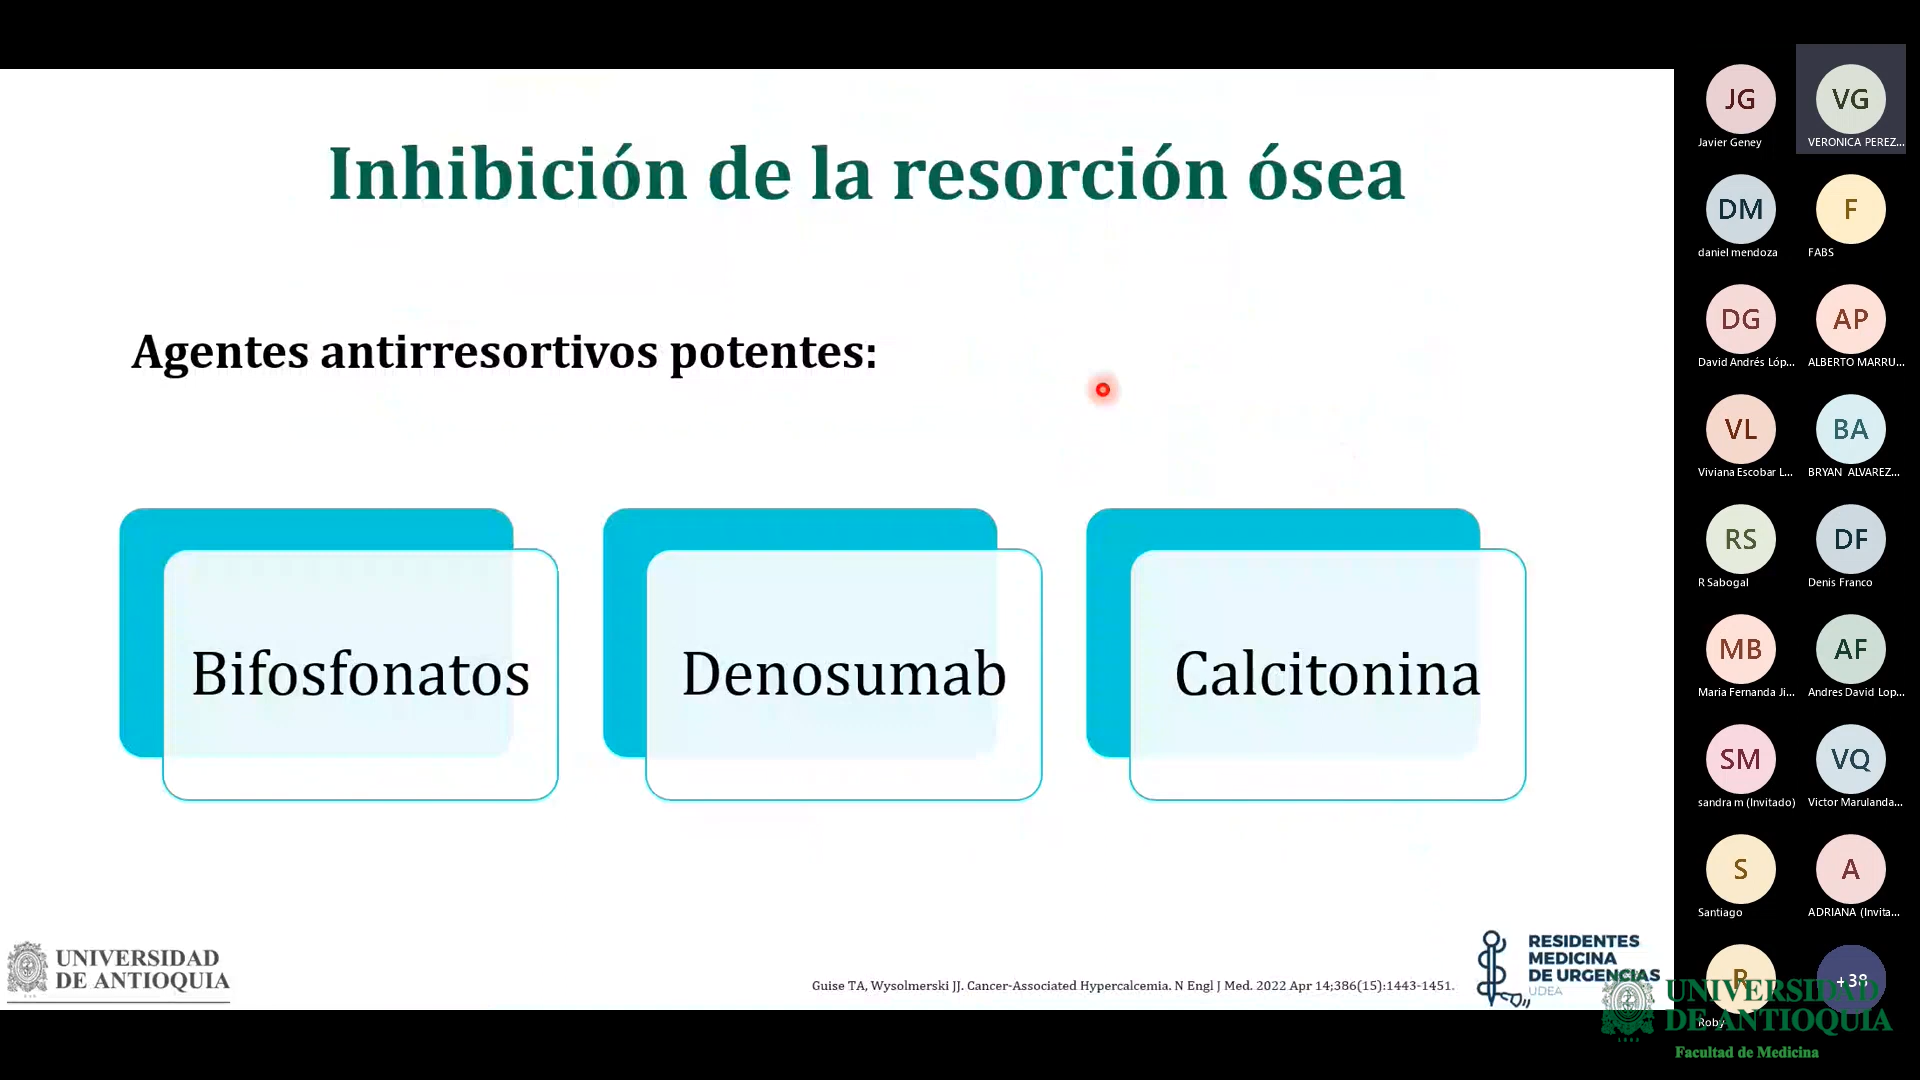 Inhibición de la resorción ósea
Agentes antirresortivos potentes:
Bifosfonatos
Denosumab
Calcitonina
UNIVERSIDAD
DE ANTIOQUIA
Guise TA, Wysolmerski JJ. Cancer-Associated Hypercalcemia. N Engl J Med. 2022 Apr 14;386(15):1443-1451.
RESIDENTES
MEDICINA
DE URGENCIAS
UDEA
JG
Javier Geney
VG
VERONICA PEREZ...
DM
daniel mendoza
F
FABS
DG
David Andrés Lóp...
AP
ALBERTO MARRU...
VL
Viviana Escobar L...
BA
BRYAN ALVAREZ...
RS
R Sabogal
DF
Denis Franco
MB
Maria Fernanda Ji...
AF
Andres David Lop...
SM
sandra m (Invitado)
VQ
Victor Marulanda...
S
Santiago
A
ADRIANA (Invita...
R
Roby
+38
UNIVERSIDAD
DE ANTIOQUIA
Facultad de Medicina